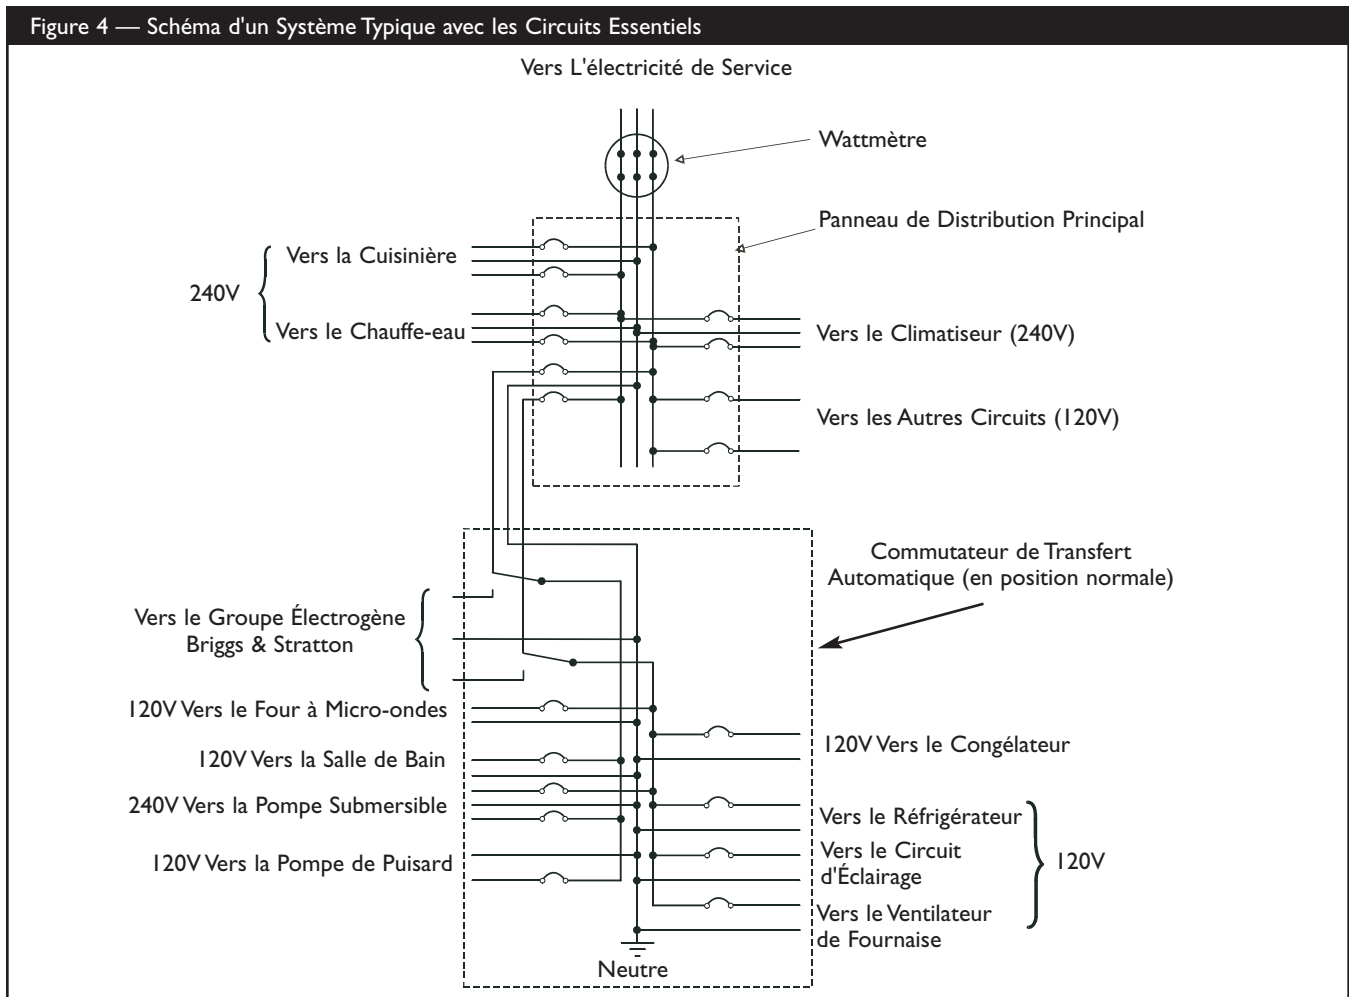 Figure 4 — Schéma d'un Système Typique avec les Circuits Essentiels
Vers L'électricité de Service
Wattmètre
Panneau de Distribution Principal
Vers la Cuisinière
240V
Vers le Chauffe-eau
Vers le Climatiseur (240V)
Vers les Autres Circuits (120V)
Commutateur de Transfert
Automatique (en position normale)
Vers le Groupe Électrogène
Briggs & Stratton
120V Vers le Four à Micro-ondes
120V Vers le Congélateur
120V Vers la Salle de Bain
240V Vers la Pompe Submersible
Vers le Réfrigérateur
Vers le Circuit
d'Éclairage
120V
120V Vers la Pompe de Puisard
Vers le Ventilateur
de Fournaise
Neutre